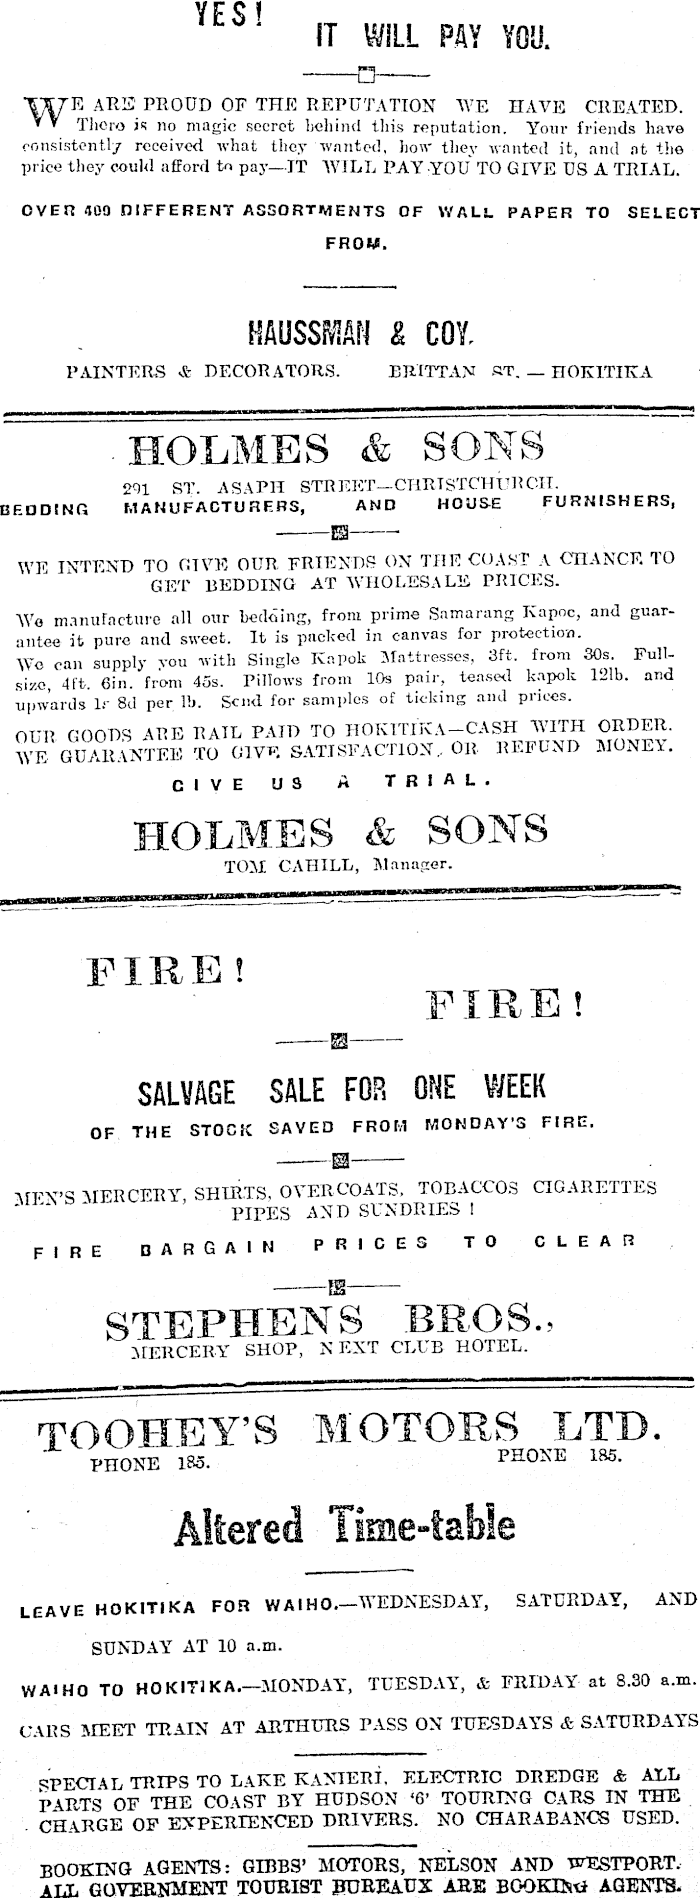 YES!
IT WILL PAY YOU.
WE ARE PROUD OF THE REPUTATION WE HAVE CREATED.
There is no magic secret behind this reputation. Your friends have
consistently received what they wanted, how they wanted it, and at the
price they could afford to pay—IT WILL PAY YOU TO GIVE US A TRIAL.
OVER 400 DIFFERENT ASSORTMENTS OF WALL PAPER TO SELECT
FROM.
HAUSSMAN & COY.
PAINTERS & DECORATORS. BRITTAN ST. — HOKITIKA
HOLMES & SONS
291 ST. ASAPH STREET—CHRISTCHURCH.
BEDDING MANUFACTURERS, AND HOUSE FURNISHERS,
WE INTEND TO GIVE OUR FRIENDS ON THE COAST A CHANCE TO
GET BEDDING AT WHOLESALE PRICES.
We manufacture all our bedding, from prime Samarang Kapoc, and guar-
antee it pure and sweet. It is packed in canvas for protection.
We can supply you with Single Kapok Mattresses, 3ft. from 30s. Full-
size, 4ft. 6in. from 45s. Pillows from 10s pair, teased kapok 12lb. and
upwards 1s 8d per lb. Send for samples of ticking and prices.
OUR GOODS ARE RAIL PAID TO HOKITIKA—CASH WITH ORDER.
WE GUARANTEE TO GIVE SATISFACTION, OR REFUND MONEY.
GIVE US A TRIAL.
HOLMES & SONS
TOM CAHILL, Manager.
FIRE!
FIRE!
SALVAGE SALE FOR ONE WEEK
OF THE STOCK SAVED FROM MONDAY'S FIRE.
MEN'S MERCERY, SHIRTS, OVERCOATS, TOBACCOS CIGARETTES
PIPES AND SUNDRIES !
FIRE BARGAIN PRICES TO CLEAR
STEPHENS BROS.,
MERCERY SHOP, NEXT CLUB HOTEL.
TOOHEY'S MOTORS LTD.
PHONE 185. PHONE 185.
Altered Time-table
LEAVE HOKITIKA FOR WAIHO.—WEDNESDAY, SATURDAY, AND
SUNDAY AT 10 a.m.
WAIHO TO HOKITIKA.—MONDAY, TUESDAY, & FRIDAY at 8.30 a.m.
CARS MEET TRAIN AT ARTHURS PASS ON TUESDAYS & SATURDAYS
SPECIAL TRIPS TO LAKE KANIERI, ELECTRIC DREDGE & ALL
PARTS OF THE COAST BY HUDSON '6' TOURING CARS IN THE
CHARGE OF EXPERIENCED DRIVERS. NO CHARABANCS USED.
BOOKING AGENTS: GIBBS' MOTORS, NELSON AND WESTPORT.
ALL GOVERNMENT TOURIST BUREAUX ARE BOOKING AGENTS.